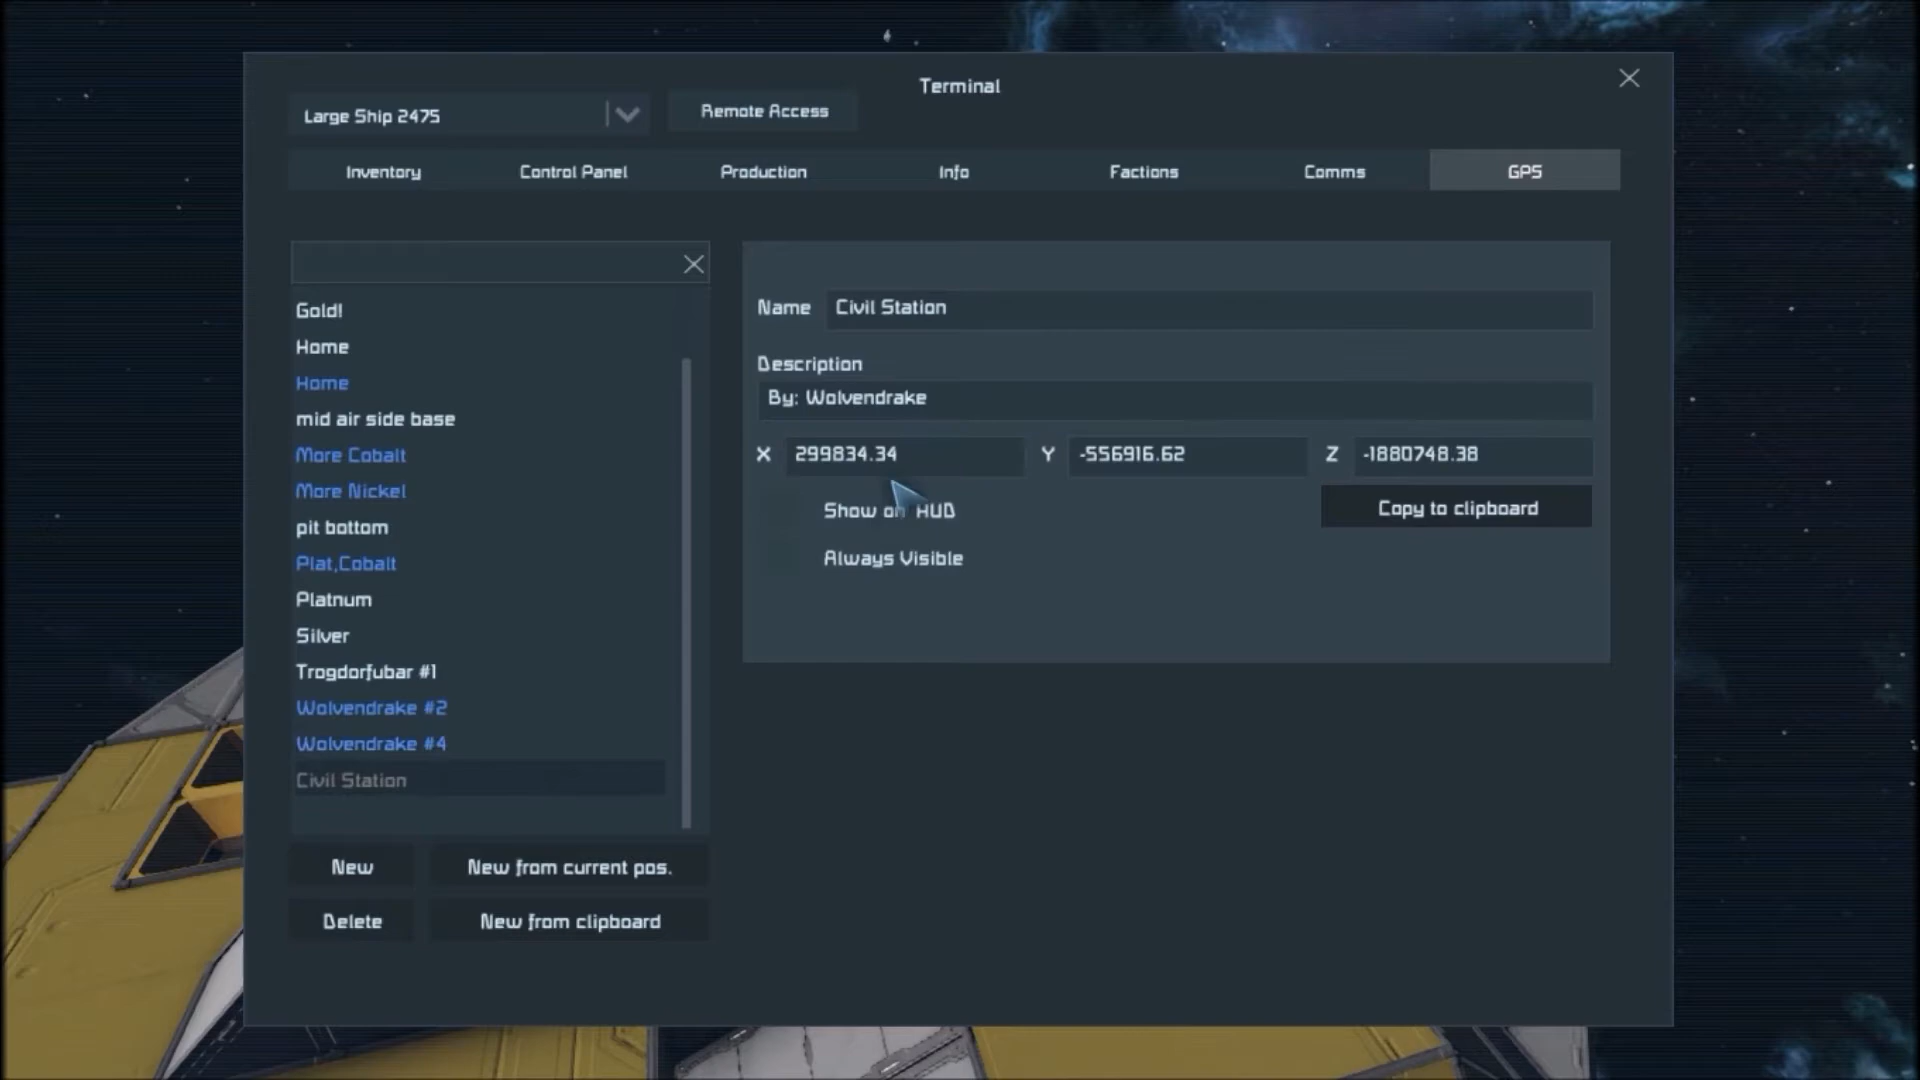 Terminal
Large Ship 2475
Remote Access
Inventory Control Panel Production Info Factions Comms GPS
Gold!
Home
Home
mid air side base
More Cobalt
More Nickel
pit bottom
Plat,Cobalt
Platnum
Silver
Trogdorfubar #1
Wolvendrake #2
Wolvendrake #4
Civil Station
New New from current pos.
Delete New from clipboard
Name Civil Station
Description
By: Wolvendrake
X 299834.34 Y -556916.62 Z -1880748.38
Show on HUD
Copy to clipboard
Always Visible